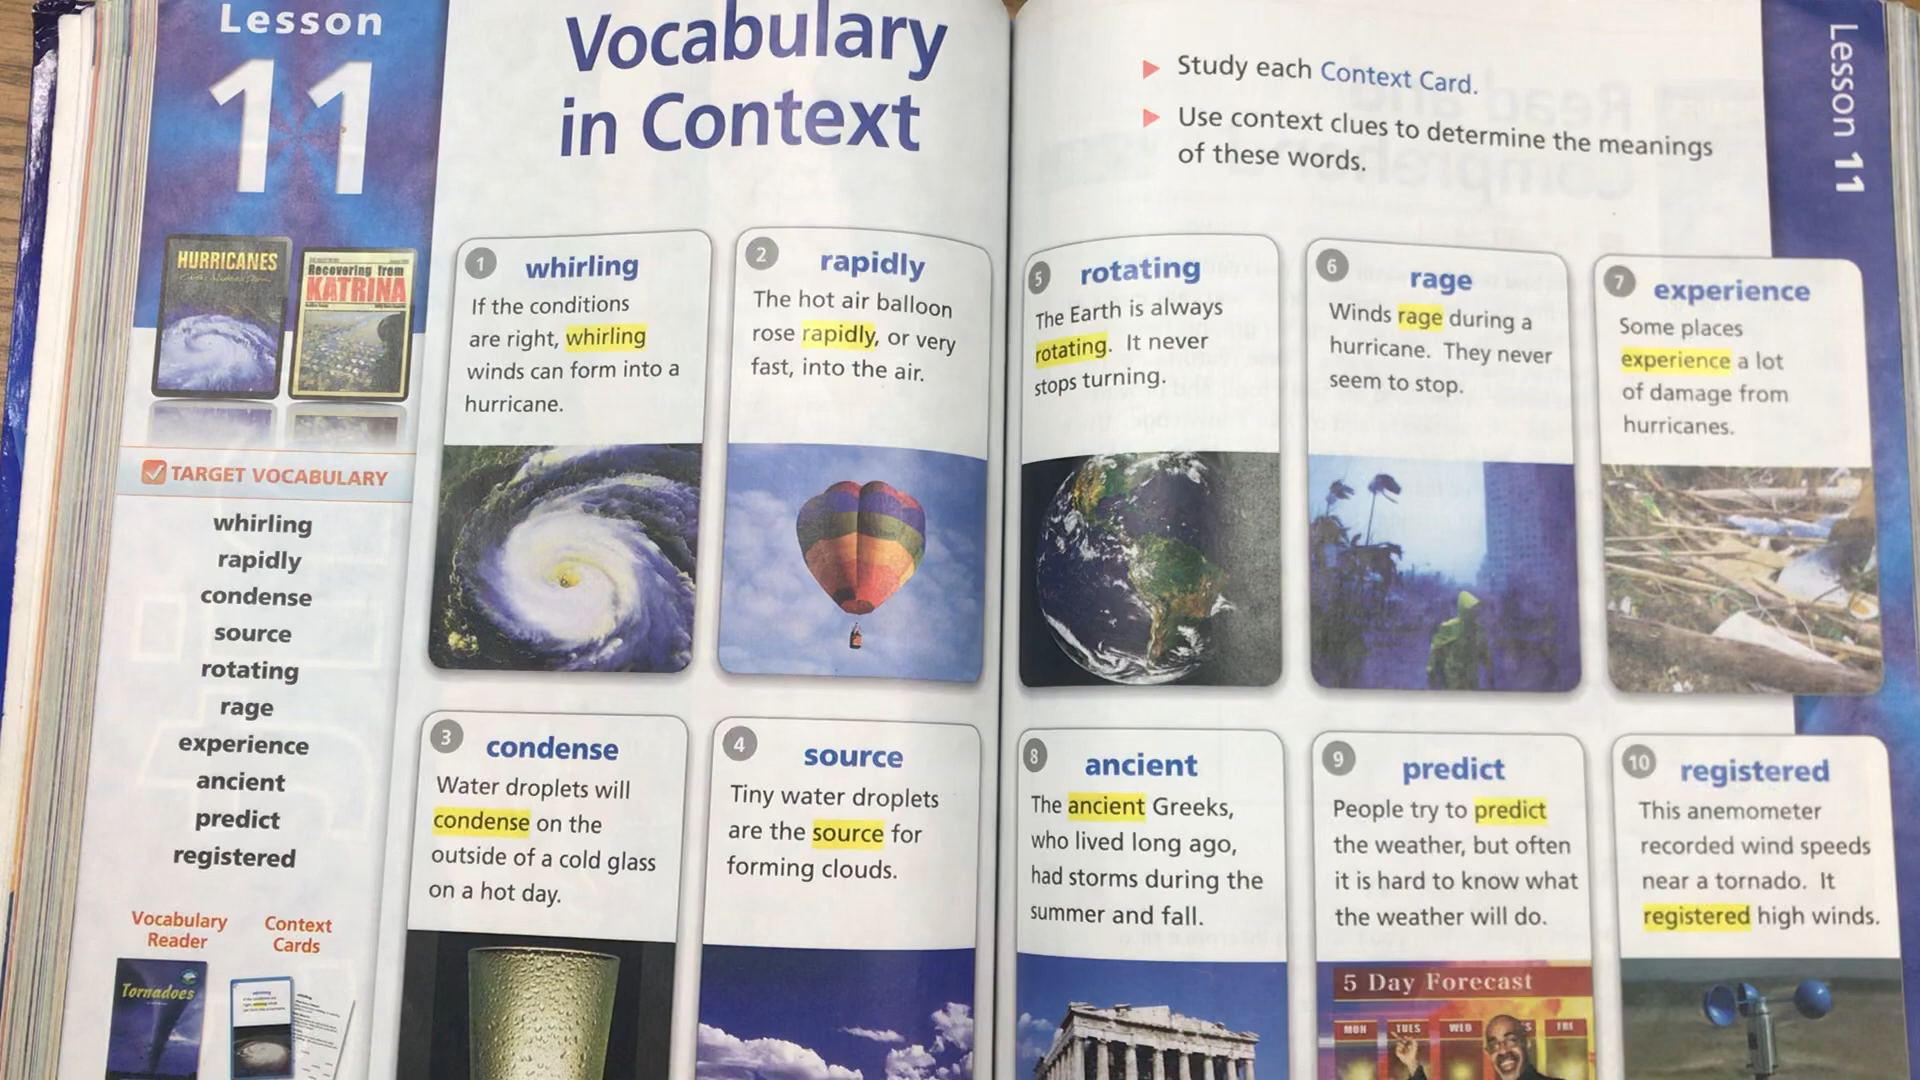 Lesson
11
Vocabulary
in Context
HURRICANES
Recovering from
KATRINA
TARGET VOCABULARY
whirling
rapidly
condense
source
rotating
rage
experience
ancient
predict
registered
Vocabulary
Reader
Context
Cards
Tornadoes
1 whirling
If the conditions
are right, whirling
winds can form into a
hurricane.
2 rapidly
The hot air balloon
rose rapidly, or very
fast, into the air.
3 condense
Water droplets will
condense on the
outside of a cold glass
on a hot day.
4 source
Tiny water droplets
are the source for
forming clouds.
Study each Context Card.
Use context clues to determine the meanings
of these words.
Lesson 11
5 rotating
The Earth is always
rotating. It never
stops turning.
6 rage
Winds rage during a
hurricane. They never
seem to stop.
7 experience
Some places
experience a lot
of damage from
hurricanes.
8 ancient
The ancient Greeks,
who lived long ago,
had storms during the
summer and fall.
9 predict
People try to predict
the weather, but often
it is hard to know what
the weather will do.
5 Day Forecast
MON TUES WED FRI
10 registered
This anemometer
recorded wind speeds
near a tornado. It
registered high winds.